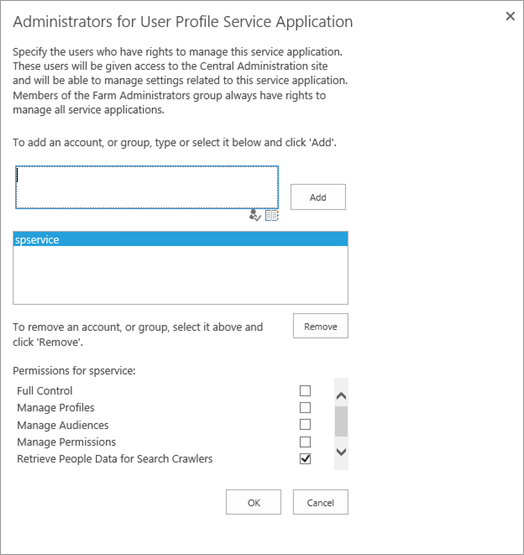 Administrators for User Profile Service Application
Specify the users who have rights to manage this service application.
These users will be given access to the Central Administration site
and will be able to manage settings related to this service application.
Members of the Farm Administrators group always have rights to
manage all service applications.
To add an account, or group, type or select it below and click 'Add'.
Add
spservice
To remove an account, or group, select it above and
click 'Remove'.
Remove
Permissions for spservice:
Full Control
Manage Profiles
Manage Audiences
Manage Permissions
Retrieve People Data for Search Crawlers
OK
Cancel